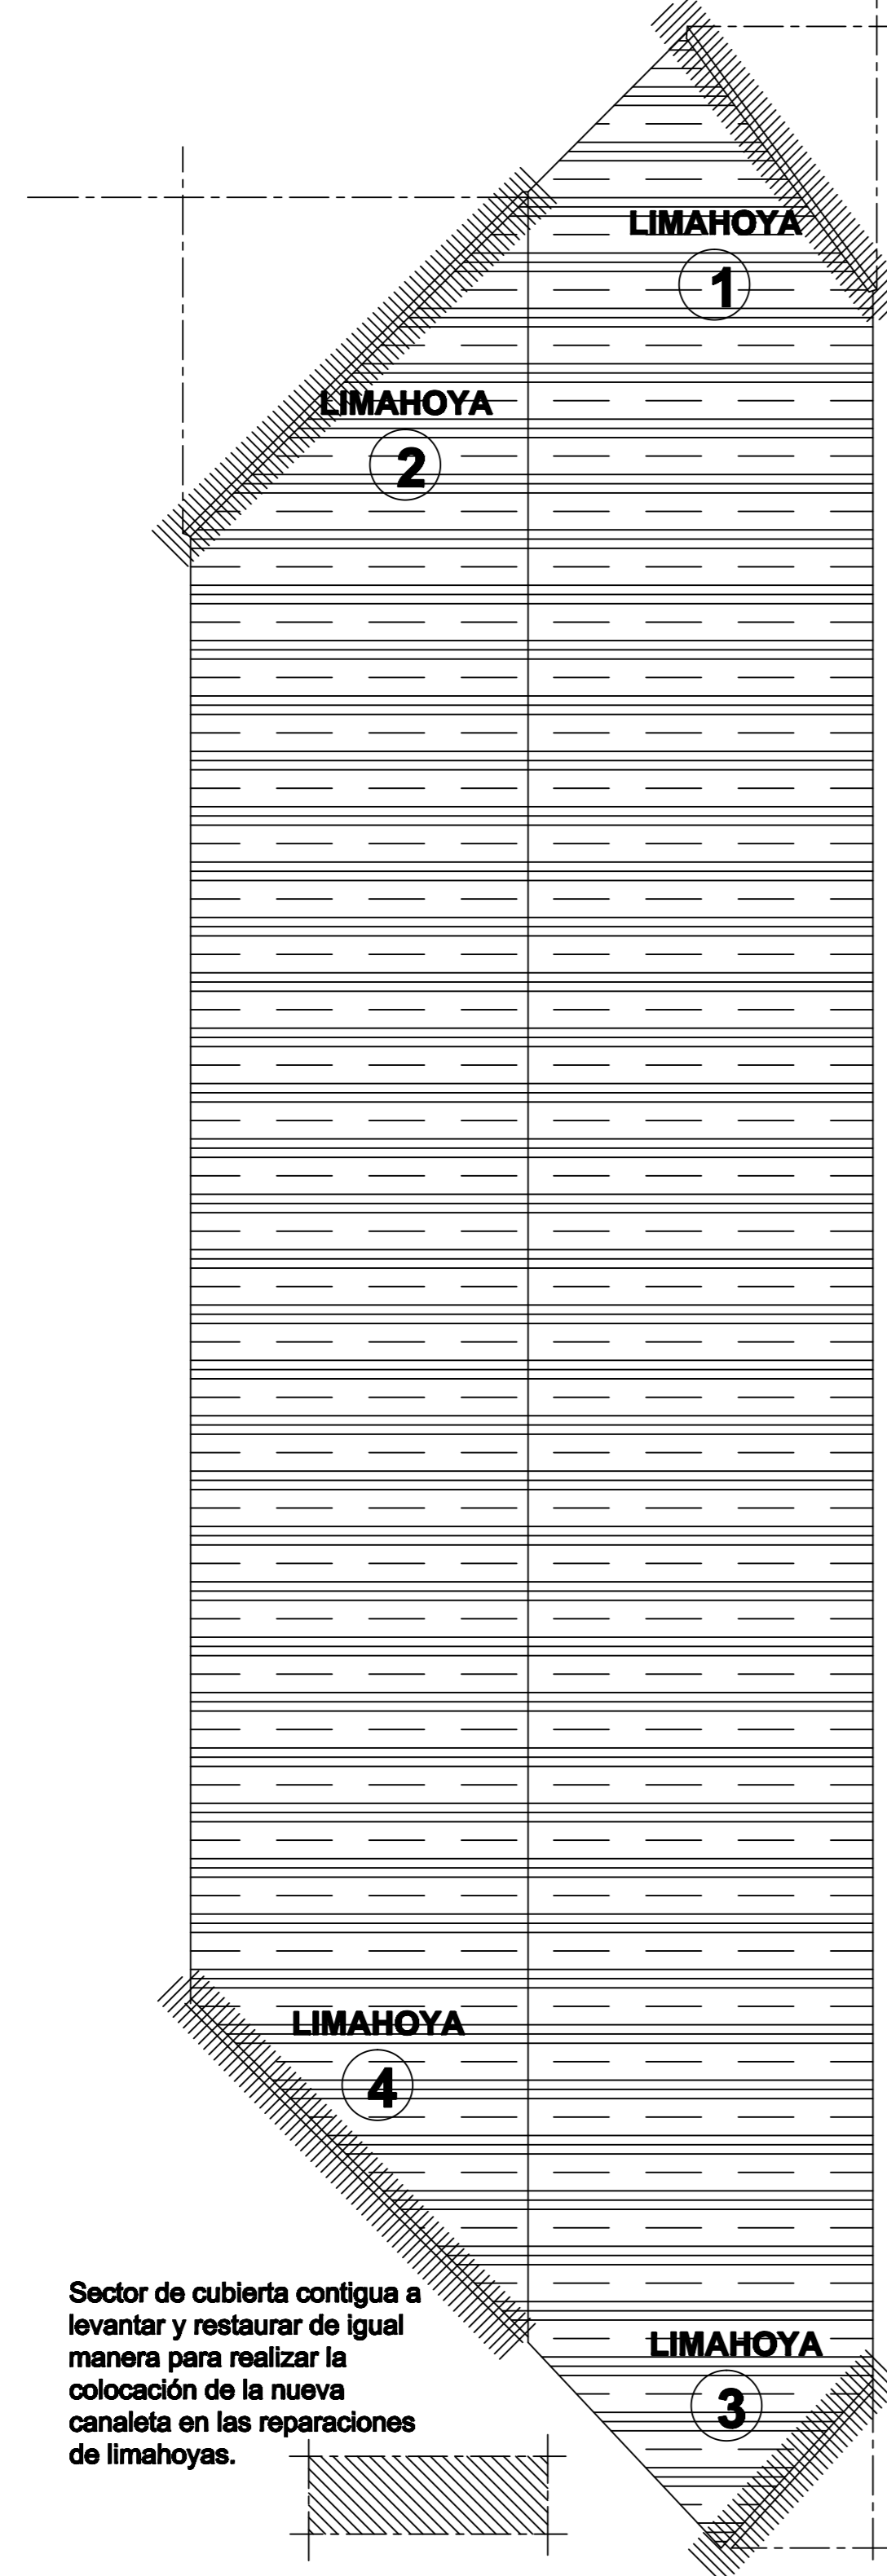 LIMAHOYA
1
LIMAHOYA
2
LIMAHOYA
4
Sector de cubierta contigua a
levantar y restaurar de igual
manera para realizar la
colocación de la nueva
canaleta en las reparaciones
de limahoyas.
LIMAHOYA
3